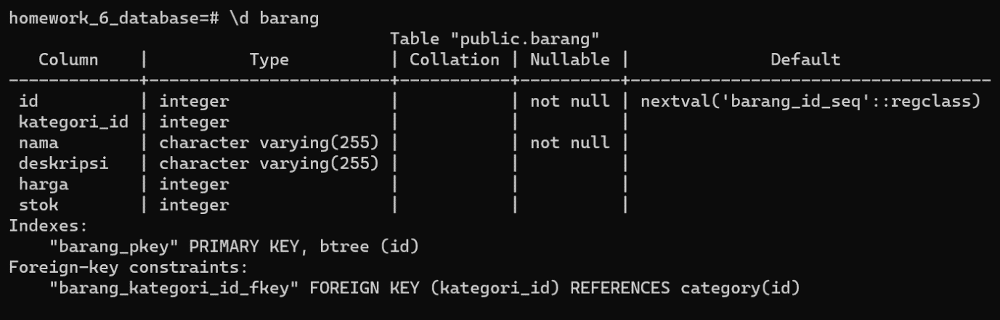 homework_6_database=# \d barang
                                     Table "public.barang"
   Column    |          Type          | Collation | Nullable |              Default
-------------+------------------------+-----------+----------+------------------------------------
 id          | integer                |           | not null | nextval('barang_id_seq'::regclass)
 kategori_id | integer                |           |          |
 nama        | character varying(255) |           | not null |
 deskripsi   | character varying(255) |           |          |
 harga       | integer                |           |          |
 stok        | integer                |           |          |
Indexes:
    "barang_pkey" PRIMARY KEY, btree (id)
Foreign-key constraints:
    "barang_kategori_id_fkey" FOREIGN KEY (kategori_id) REFERENCES category(id)